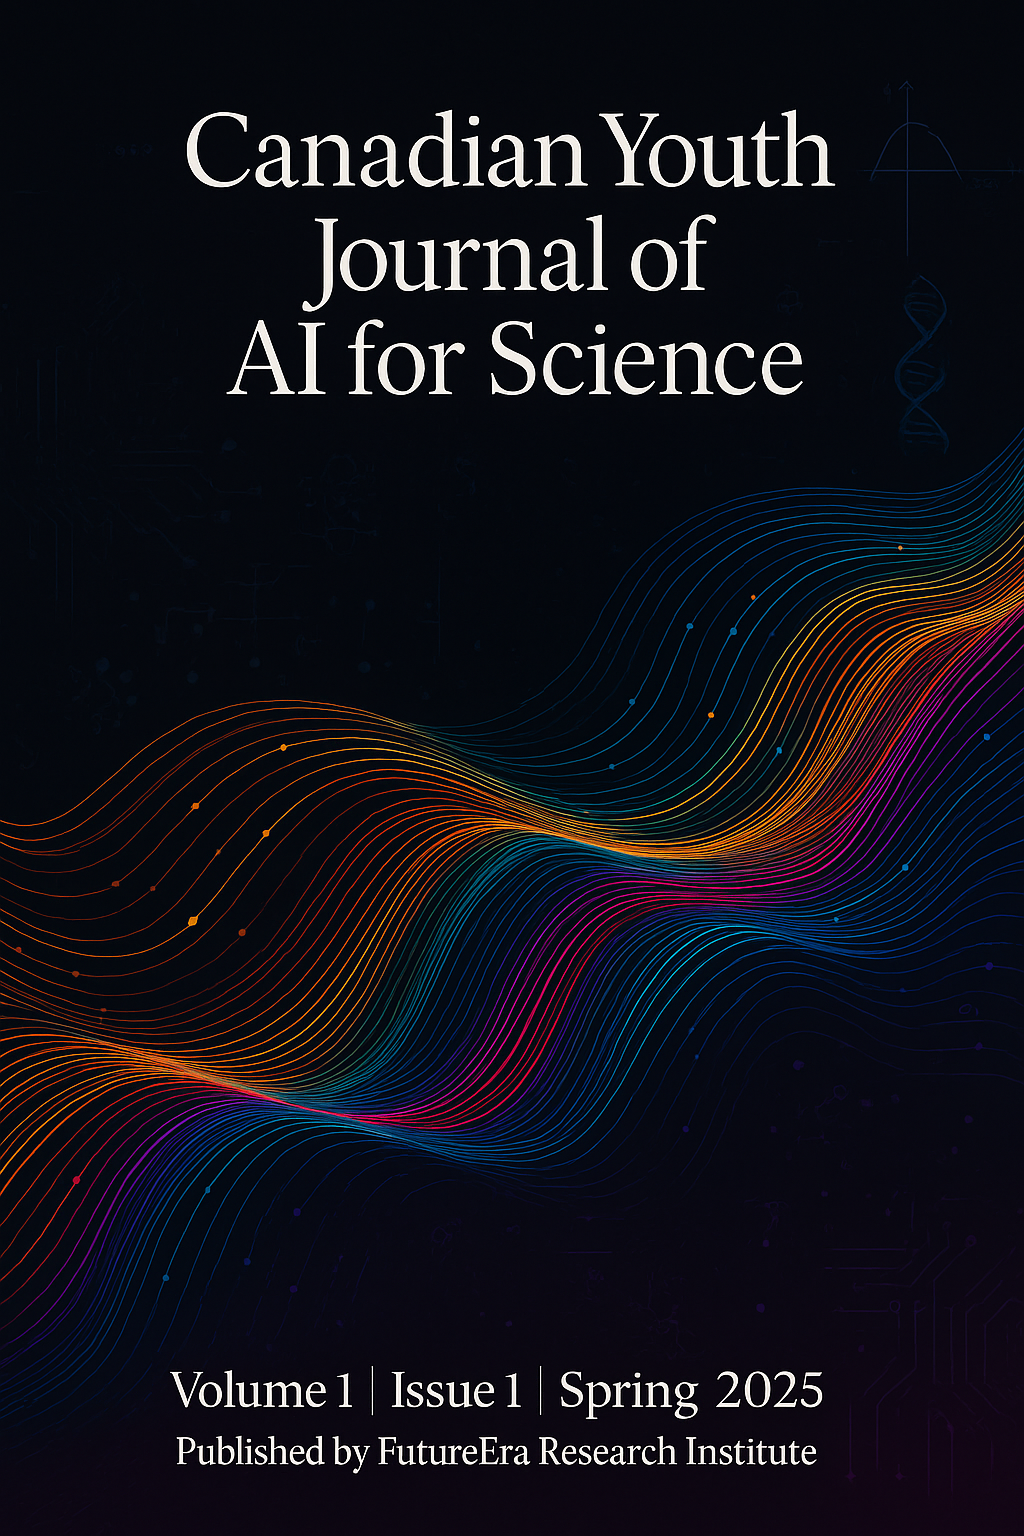 Canadian Youth
Journal of
AI for Science
Volume 1 | Issue 1 | Spring 2025
Published by FutureEra Research Institute